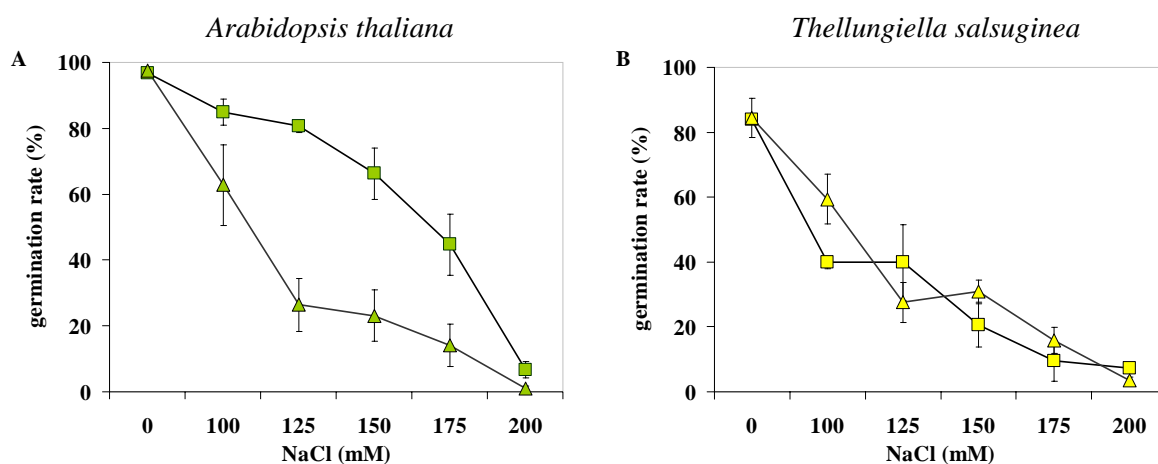 Arabidopsis thaliana
Thellungiella salsuginea
A
100
80
60
40
20
0
germination rate (%)
0 100 125 150 175 200
NaCl (mM)
B
100
80
60
40
20
0
germination rate (%)
0 100 125 150 175 200
NaCl (mM)